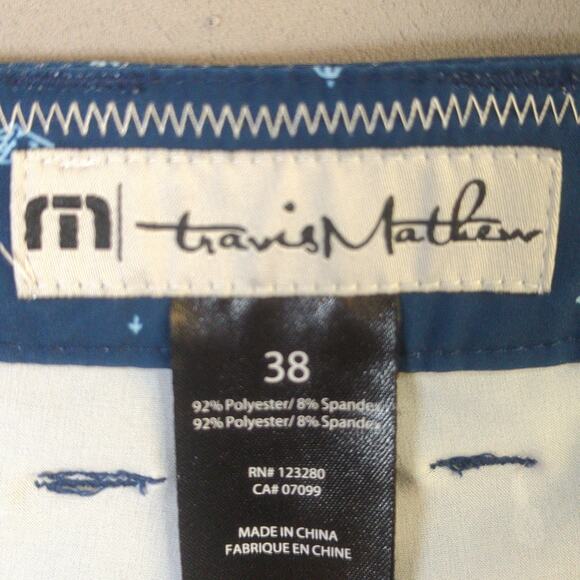 m travisMathew
38
92% Polyester/ 8% Spandex
92% Polyester/ 8% Spandex
RN# 123280
CA# 07099
MADE IN CHINA
FABRIQUE EN CHINE